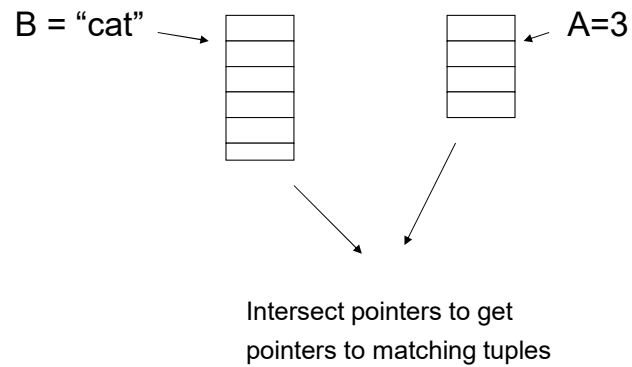 B = “cat”
A=3
Intersect pointers to get
pointers to matching tuples